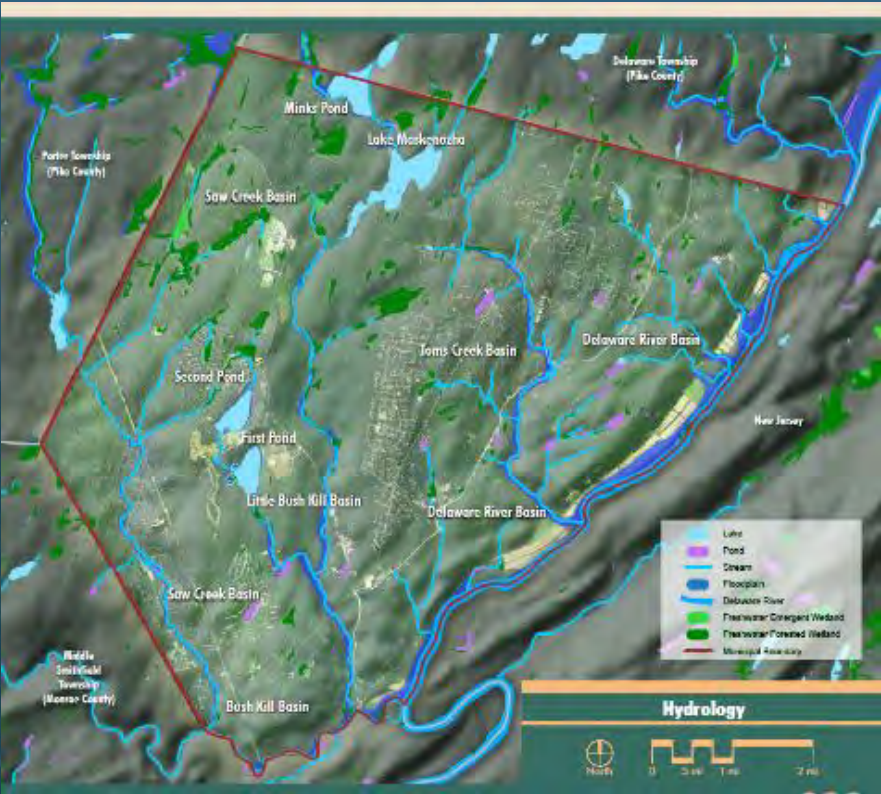 Delaware Township
(Pike County)
Minks Pond
Lake Maskenozha
Porter Township
(Pike County)
Saw Creek Basin
Delaware River Basin
Toms Creek Basin
Second Pond
New Jersey
First Pond
Little Bush Kill Basin
Delaware River Basin
Saw Creek Basin
Middle
Smithfield
Township
(Monroe County)
Bush Kill Basin
Lake
Pond
Stream
Floodplain
Delaware River
Freshwater Emergent Wetland
Freshwater Forested Wetland
Municipal Boundary
Hydrology
North
0 .5 mi 1 mi 2 mi